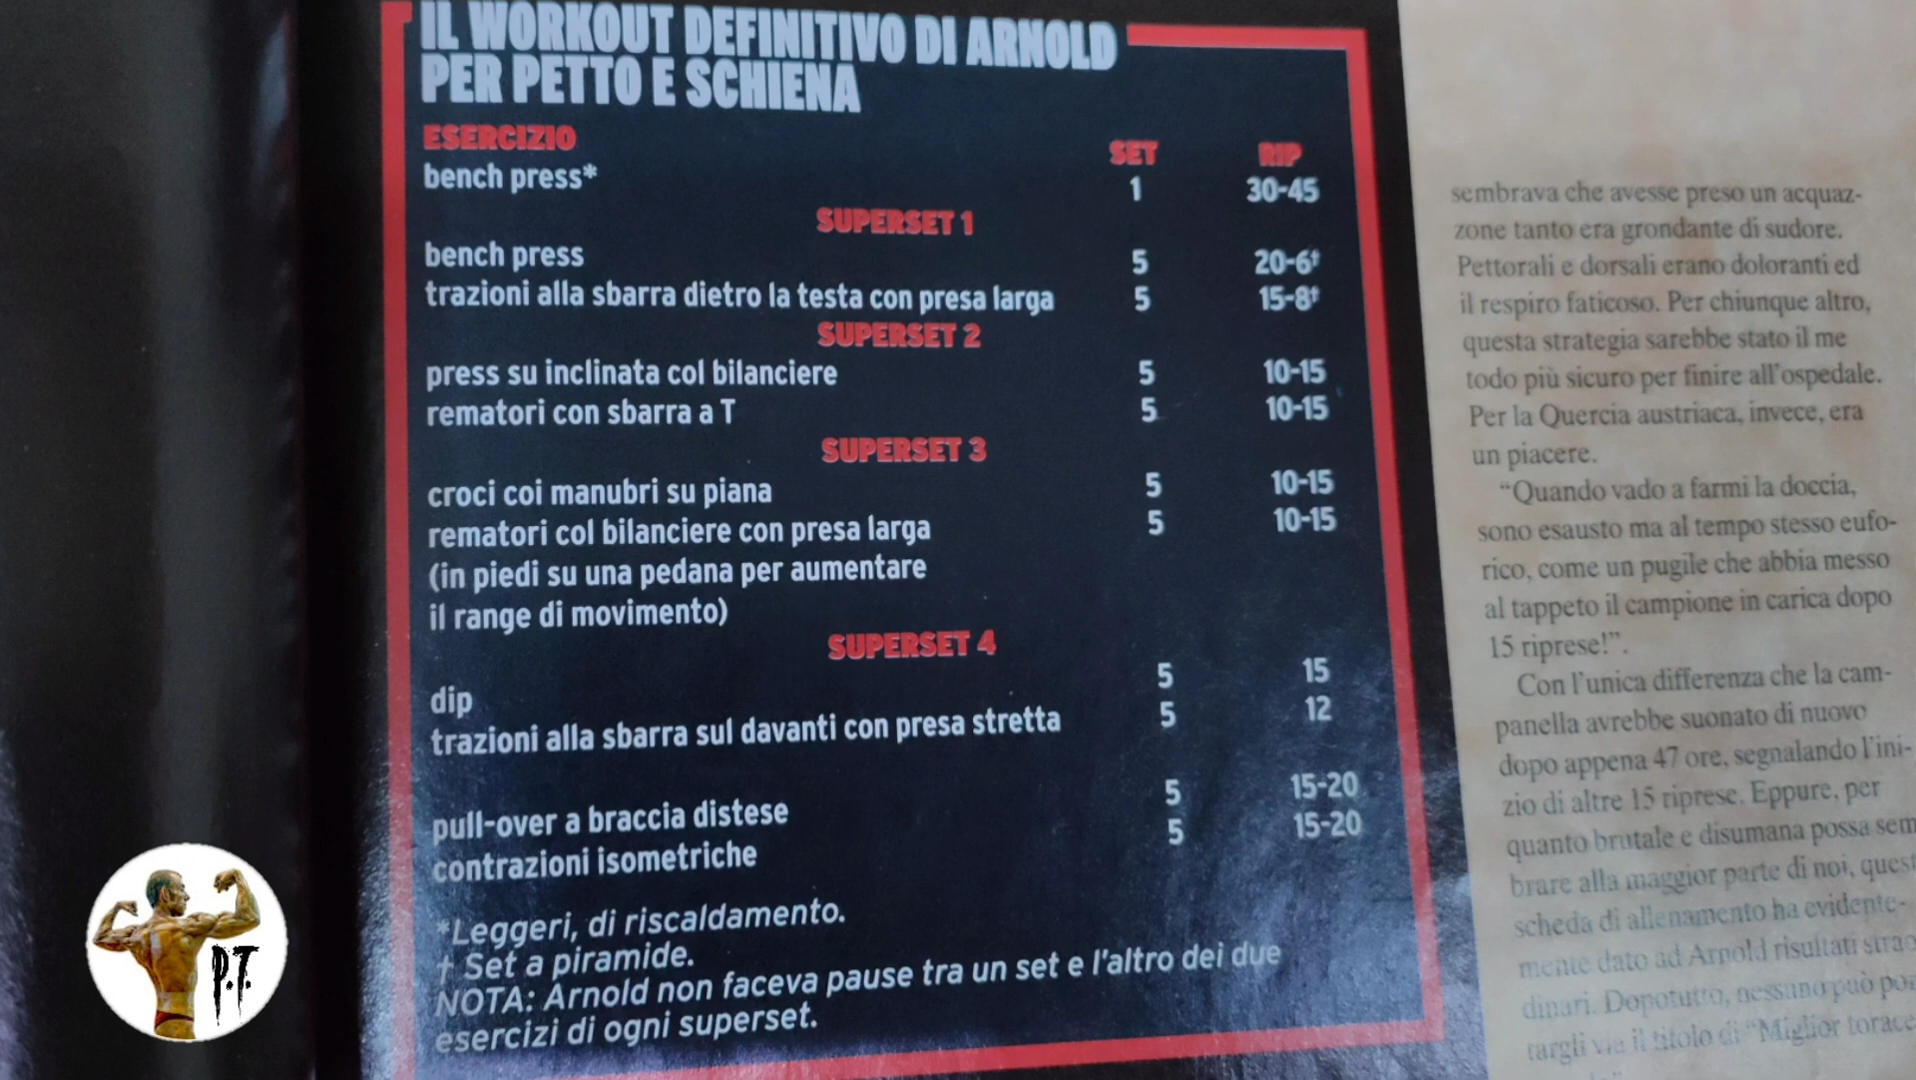 IL WORKOUT DEFINITIVO DI ARNOLD
PER PETTO E SCHIENA
ESERCIZIO SET RIP
bench press* 1 30-45
SUPERSET 1
bench press 5 20-6†
trazioni alla sbarra dietro la testa con presa larga 5 15-8†
SUPERSET 2
press su inclinata col bilanciere 5 10-15
rematori con sbarra a T 5 10-15
SUPERSET 3
croci coi manubri su piana 5 10-15
rematori col bilanciere con presa larga 5 10-15
(in piedi su una pedana per aumentare
il range di movimento)
SUPERSET 4
dip 5 15
trazioni alla sbarra sul davanti con presa stretta 5 12
pull-over a braccia distese 5 15-20
contrazioni isometriche 5 15-20
*Leggeri, di riscaldamento.
† Set a piramide.
NOTA: Arnold non faceva pause tra un set e l'altro dei due
esercizi di ogni superset.
sembrava che avesse preso un acquaz-
zone tanto era grondante di sudore.
Pettorali e dorsali erano doloranti ed
il respiro faticoso. Per chiunque altro,
questa strategia sarebbe stato il me
todo più sicuro per finire all'ospedale.
Per la Quercia austriaca, invece, era
un piacere.
"Quando vado a farmi la doccia,
sono esausto ma al tempo stesso eufo-
rico, come un pugile che abbia messo
al tappeto il campione in carica dopo
15 riprese!".
Con l'unica differenza che la cam-
panella avrebbe suonato di nuovo
dopo appena 47 ore, segnalando l'ini-
zio di altre 15 riprese. Eppure, per
quanto brutale e disumana possa sem
brare alla maggior parte di noi, quest
scheda di allenamento ha evidente-
mente dato ad Arnold risultati strao
dinari. Dopotutto, nessuno può por
targli via il titolo di "Miglior torace
P.T.